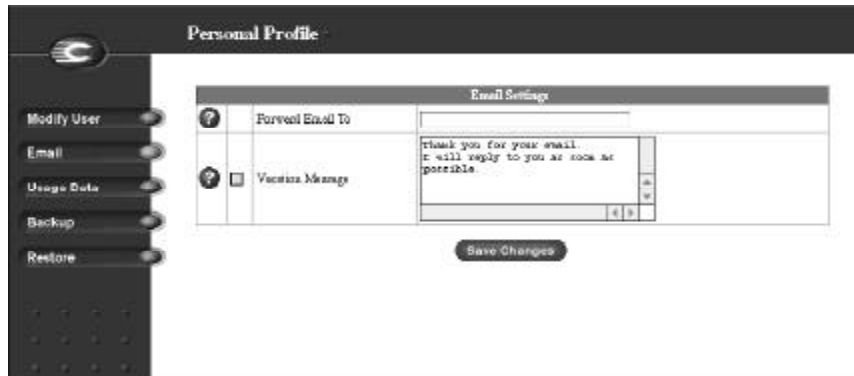 Personal Profile
Email Settings
Modify User
Email
Usage Data
Backup
Restore
Forward Email To
Vacation Message
Thank you for your email.
I will reply to you as soon as
possible.
Save Changes